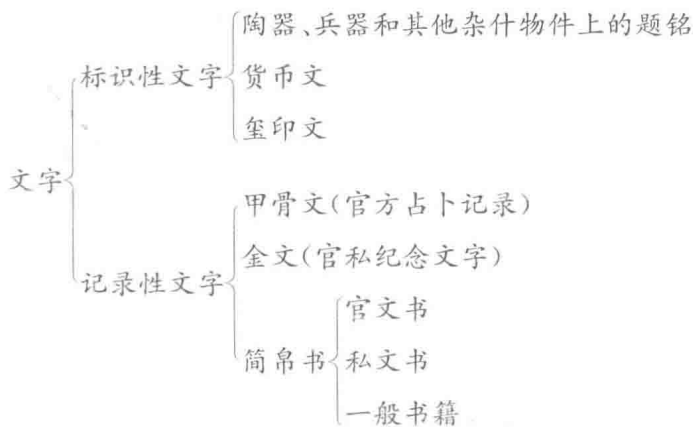 陶器、兵器和其他杂什物件上的题铭
标识性文字
货币文
玺印文
文字
甲骨文(官方占卜记录)
金文(官私纪念文字)
记录性文字
官文书
简帛书
私文书
一般书籍